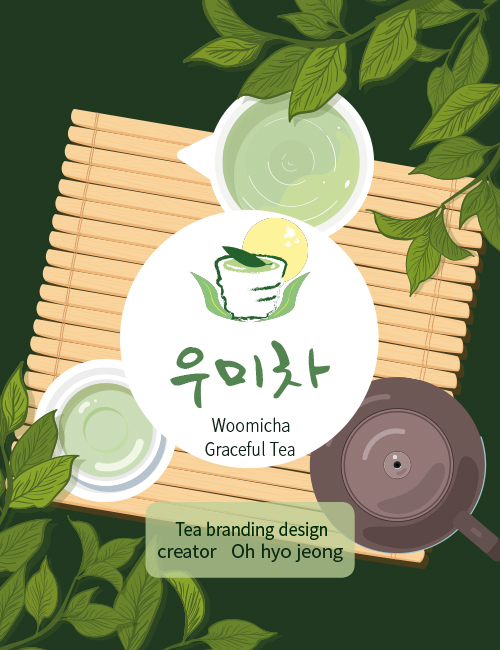 우미차
Woomicha
Graceful Tea
Tea branding design
creator Oh hyo jeong